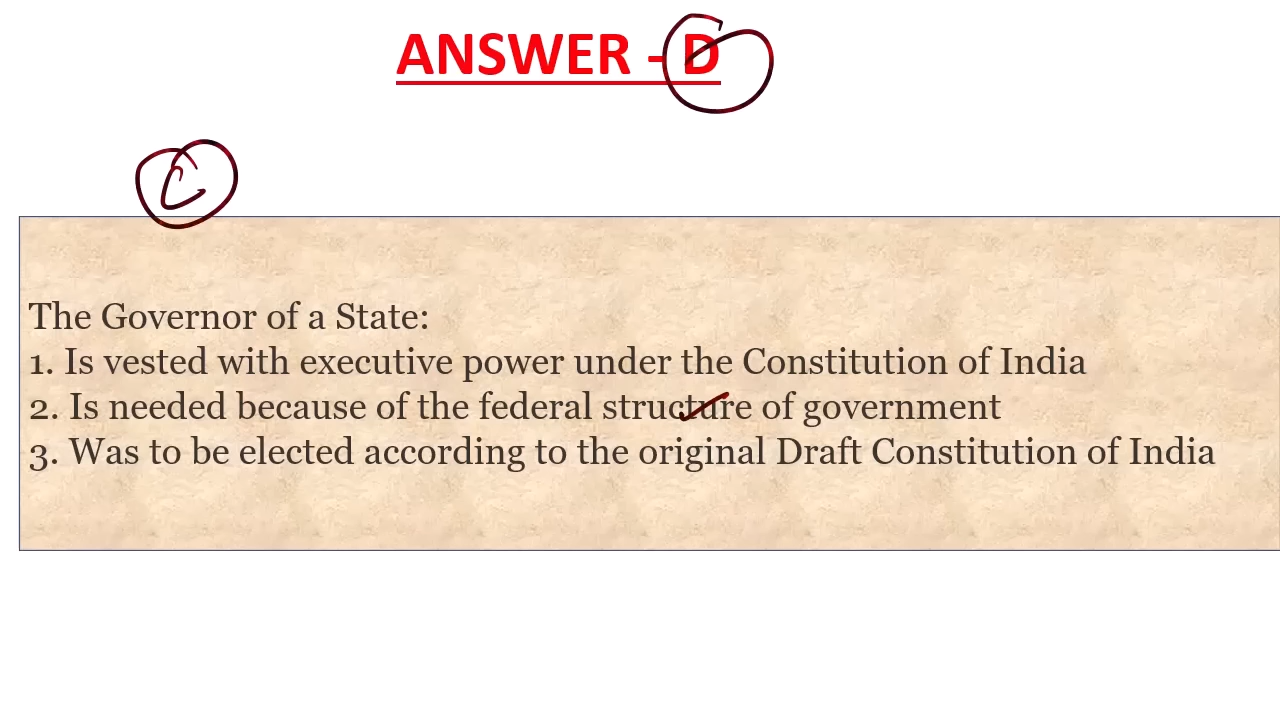 ANSWER - D
C
The Governor of a State:
1. Is vested with executive power under the Constitution of India
2. Is needed because of the federal structure of government
3. Was to be elected according to the original Draft Constitution of India